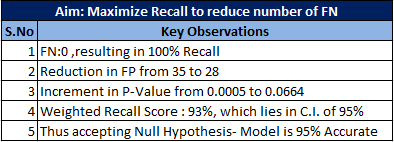 Aim: Maximize Recall to reduce number of FN
S.No Key Observations
1 FN:0 ,resulting in 100% Recall
2 Reduction in FP from 35 to 28
3 Increment in P-Value from 0.0005 to 0.0664
4 Weighted Recall Score : 93%, which lies in C.I. of 95%
5 Thus accepting Null Hypothesis- Model is 95% Accurate